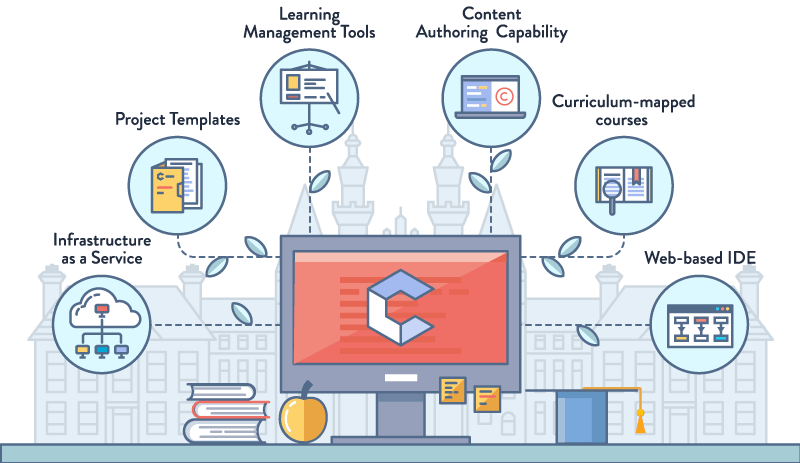 Learning
Management Tools
Content
Authoring Capability
Project Templates
Curriculum-mapped
courses
Infrastructure
as a Service
Web-based IDE